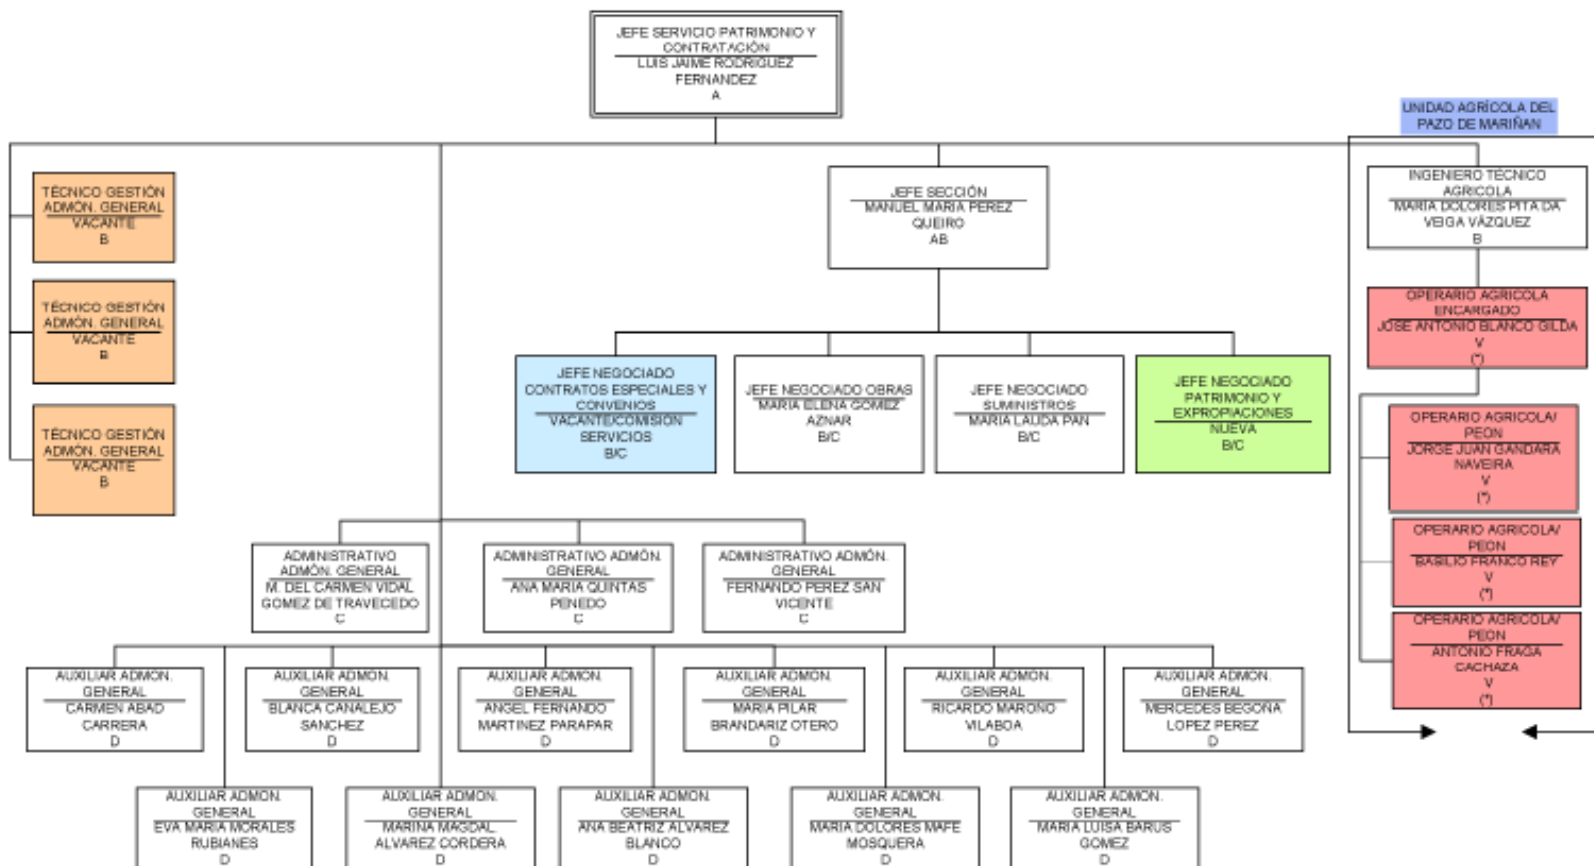 JEFE SERVICIO PATRIMONIO Y
CONTRATACIÓN
LUIS JAIME RODRIGUEZ
FERNANDEZ
A
UNIDAD AGRÍCOLA DEL
PAZO DE MARIÑAN
TÉCNICO GESTIÓN
ADMÓN. GENERAL
VACANTE
B
TÉCNICO GESTIÓN
ADMÓN. GENERAL
VACANTE
B
TÉCNICO GESTIÓN
ADMÓN. GENERAL
VACANTE
B
JEFE SECCIÓN
MANUEL MARIA PEREZ
QUEIRO
AB
INGENIERO TÉCNICO
AGRICOLA
MARIA DOLORES PITA DA
VEIGA VÁZQUEZ
B
OPERARIO AGRICOLA
ENCARGADO
JOSE ANTONIO BLANCO GILDA
V
(*)
JEFE NEGOCIADO
CONTRATOS ESPECIALES Y
CONVENIOS
VACANTE/COMISION
SERVICIOS
B/C
JEFE NEGOCIADO OBRAS
MARIA ELENA GOMEZ
AZNAR
B/C
JEFE NEGOCIADO
SUMINISTROS
MARIA LAUDA PAN
B/C
JEFE NEGOCIADO
PATRIMONIO Y
EXPROPIACIONES
NUEVA
B/C
OPERARIO AGRICOLA/
PEON
JORGE JUAN GANDARA
NAVEIRA
V
(*)
OPERARIO AGRICOLA/
PEON
BASILIO FRANCO REY
V
(*)
OPERARIO AGRICOLA/
PEON
ANTONIO FRAGA
CACHAZA
V
(*)
ADMINISTRATIVO
ADMÓN. GENERAL
M. DEL CARMEN VIDAL
GOMEZ DE TRAVECEDO
C
ADMINISTRATIVO ADMÓN.
GENERAL
ANA MARIA QUINTAS
PENEDO
C
ADMINISTRATIVO ADMÓN.
GENERAL
FERNANDO PEREZ SAN
VICENTE
C
AUXILIAR ADMON.
GENERAL
CARMEN ABAD
CARRERA
D
AUXILIAR ADMON.
GENERAL
BLANCA CANALEJO
SANCHEZ
D
AUXILIAR ADMON.
GENERAL
ANGEL FERNANDO
MARTINEZ PARAPAR
D
AUXILIAR ADMON.
GENERAL
MARIA PILAR
BRANDARIZ OTERO
D
AUXILIAR ADMON.
GENERAL
RICARDO MAROÑO
VILABOA
D
AUXILIAR ADMON.
GENERAL
MERCEDES BEGOÑA
LOPEZ PEREZ
D
AUXILIAR ADMON.
GENERAL
EVA MARIA MORALES
RUBIANES
D
AUXILIAR ADMON.
GENERAL
MARINA MAGDAL.
ALVAREZ CORDERA
D
AUXILIAR ADMON.
GENERAL
ANA BEATRIZ ALVAREZ
BLANCO
D
AUXILIAR ADMON.
GENERAL
MARIA DOLORES MAFE
MOSQUERA
D
AUXILIAR ADMON.
GENERAL
MARIA LUISA BARUS
GOMEZ
D